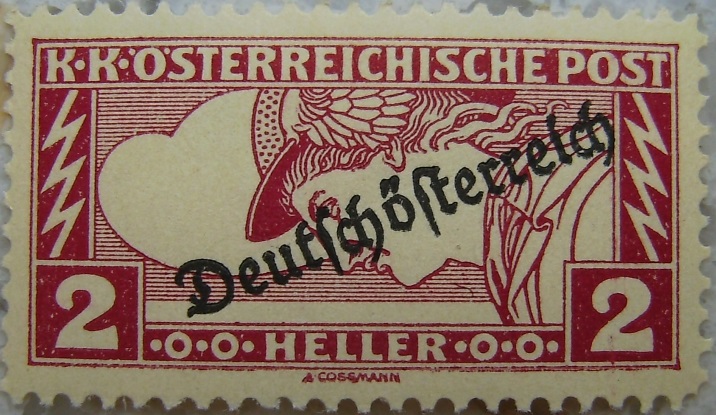 K·K·ÖSTERREICHISCHE POST
Deutschösterreich
2 ·O·O· HELLER ·O·O· 2
A·COSSMANN